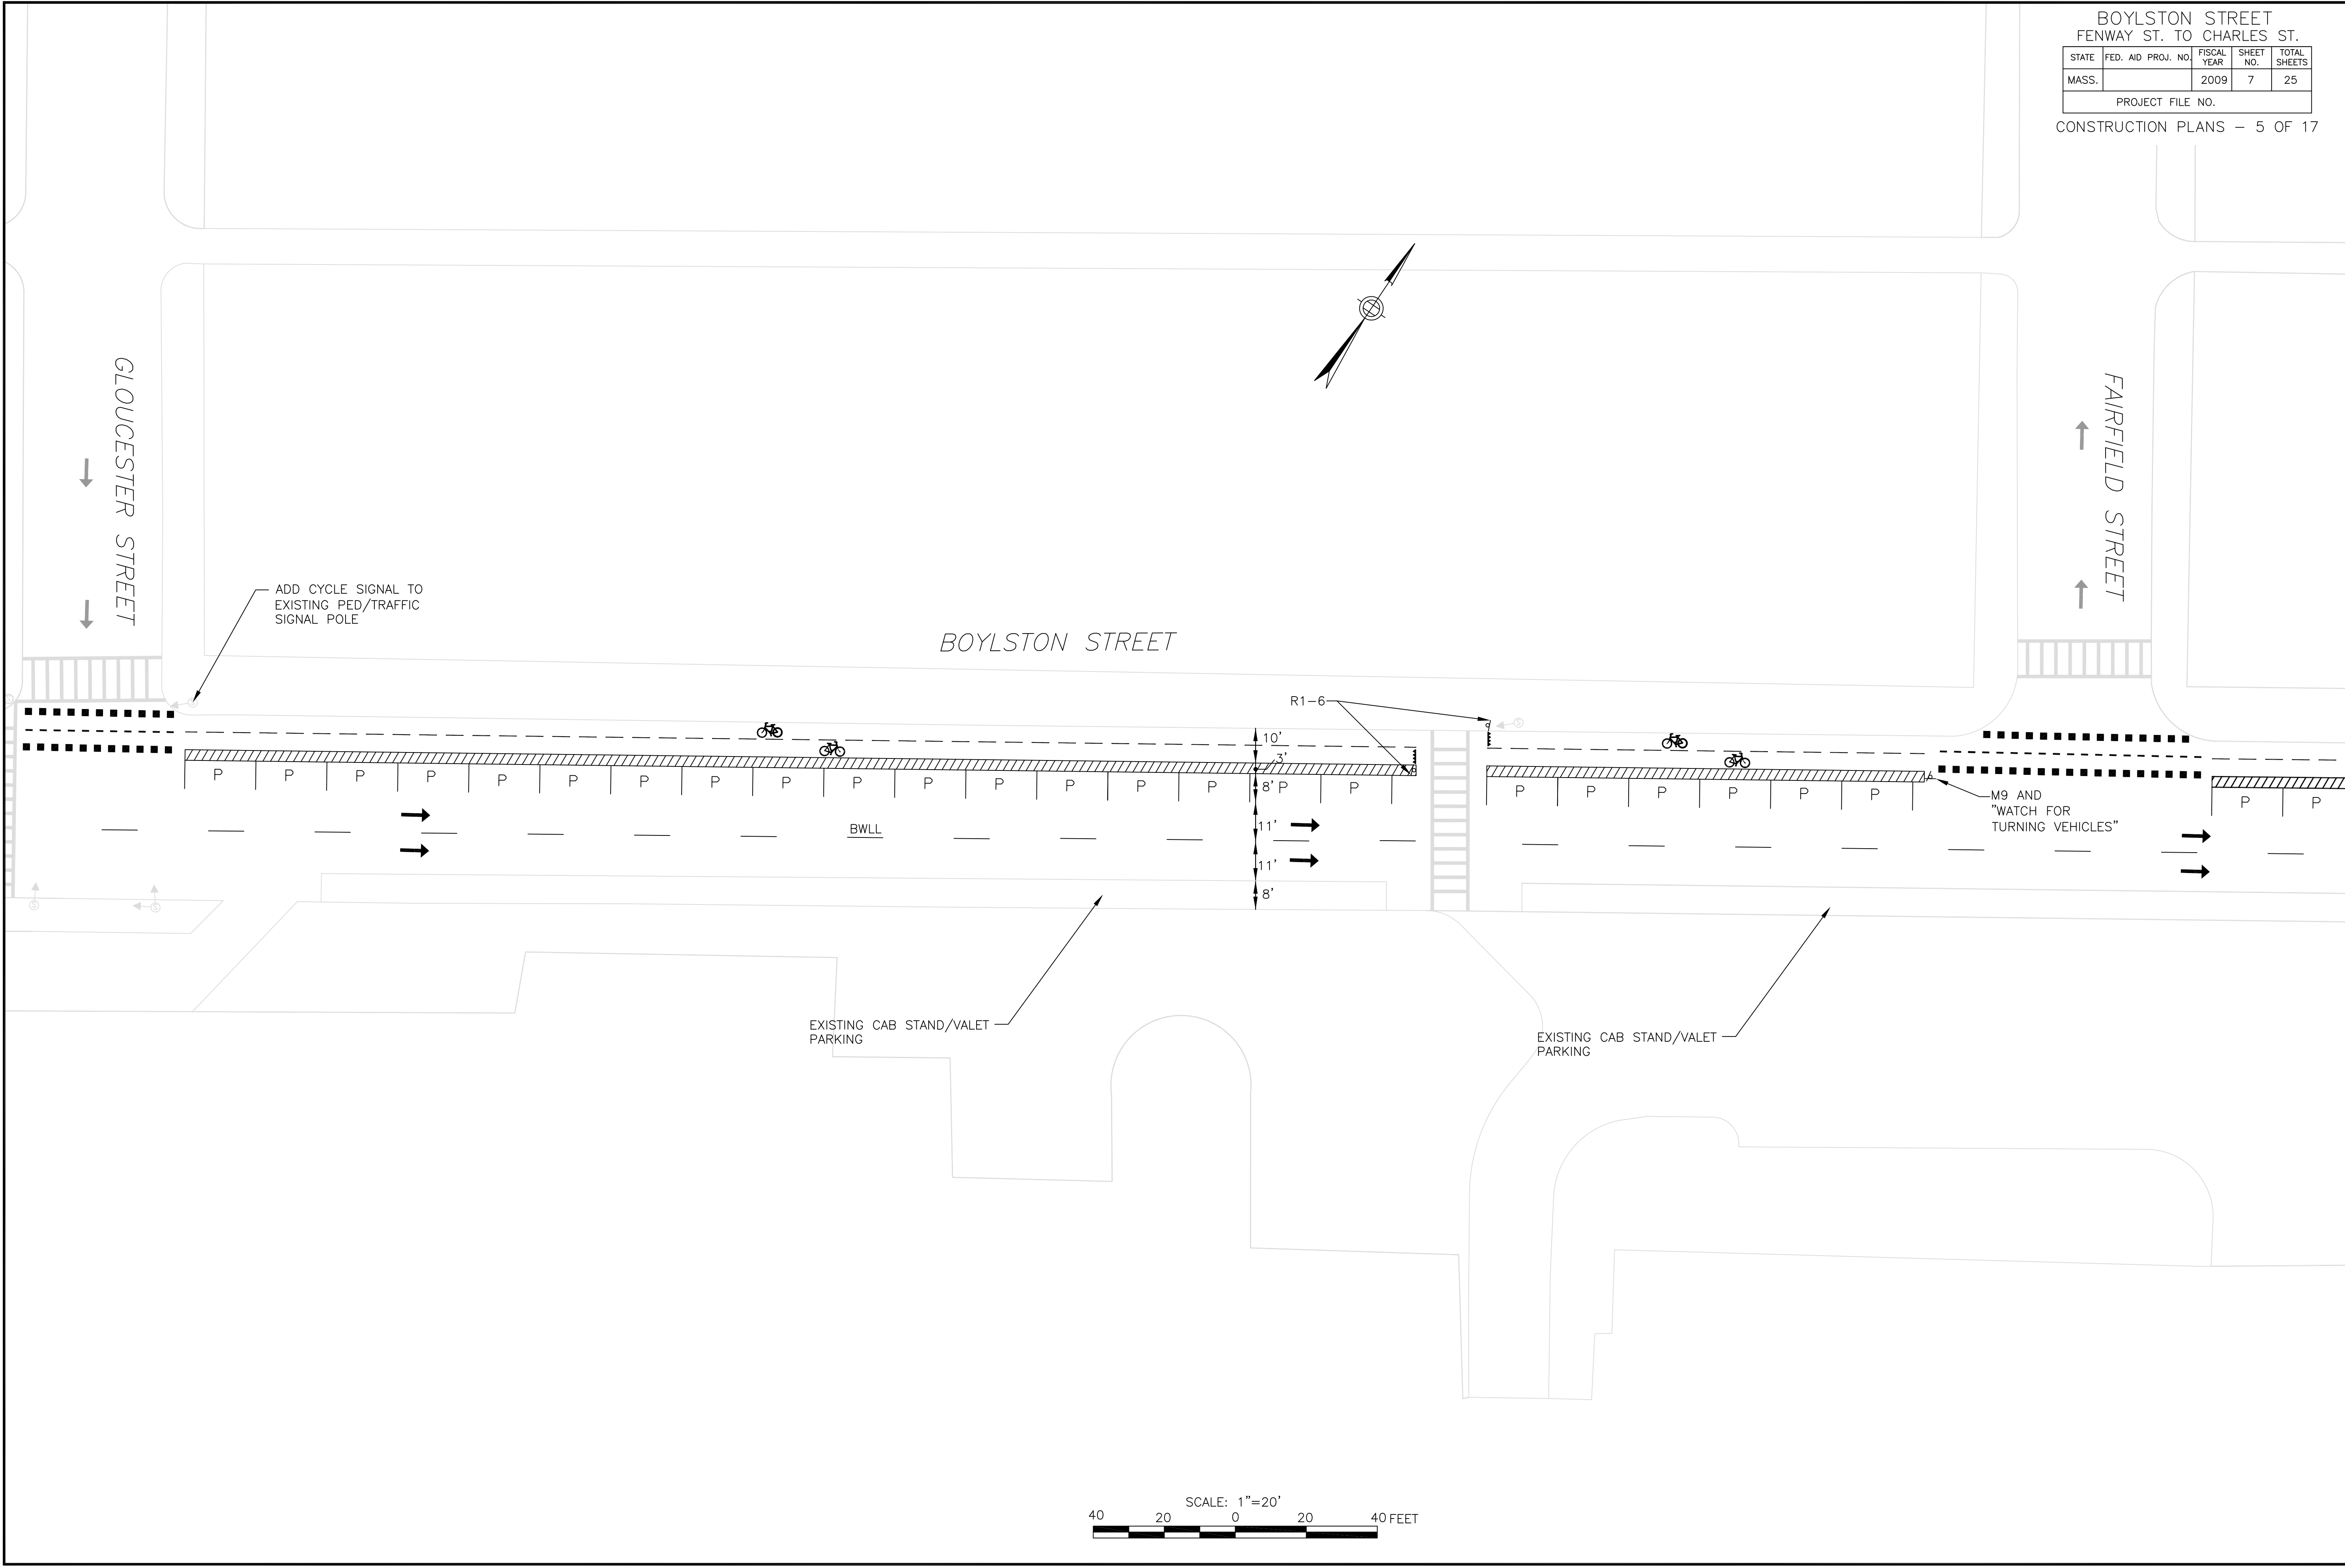 BOYLSTON STREET
FENWAY ST. TO CHARLES ST.
STATE FED. AID PROJ. NO. FISCAL YEAR SHEET NO. TOTAL SHEETS
MASS. 2009 7 25
PROJECT FILE NO.
CONSTRUCTION PLANS – 5 OF 17
GLOUCESTER STREET
FAIRFIELD STREET
ADD CYCLE SIGNAL TO
EXISTING PED/TRAFFIC
SIGNAL POLE
BOYLSTON STREET
R1-6
10'
3'
8'
P P P P P P P P P P P P P P P P P
P P P P P P
P P
M9 AND
"WATCH FOR
TURNING VEHICLES"
BWLL
11'
11'
8'
EXISTING CAB STAND/VALET
PARKING
EXISTING CAB STAND/VALET
PARKING
SCALE: 1"=20'
40 20 0 20 40 FEET